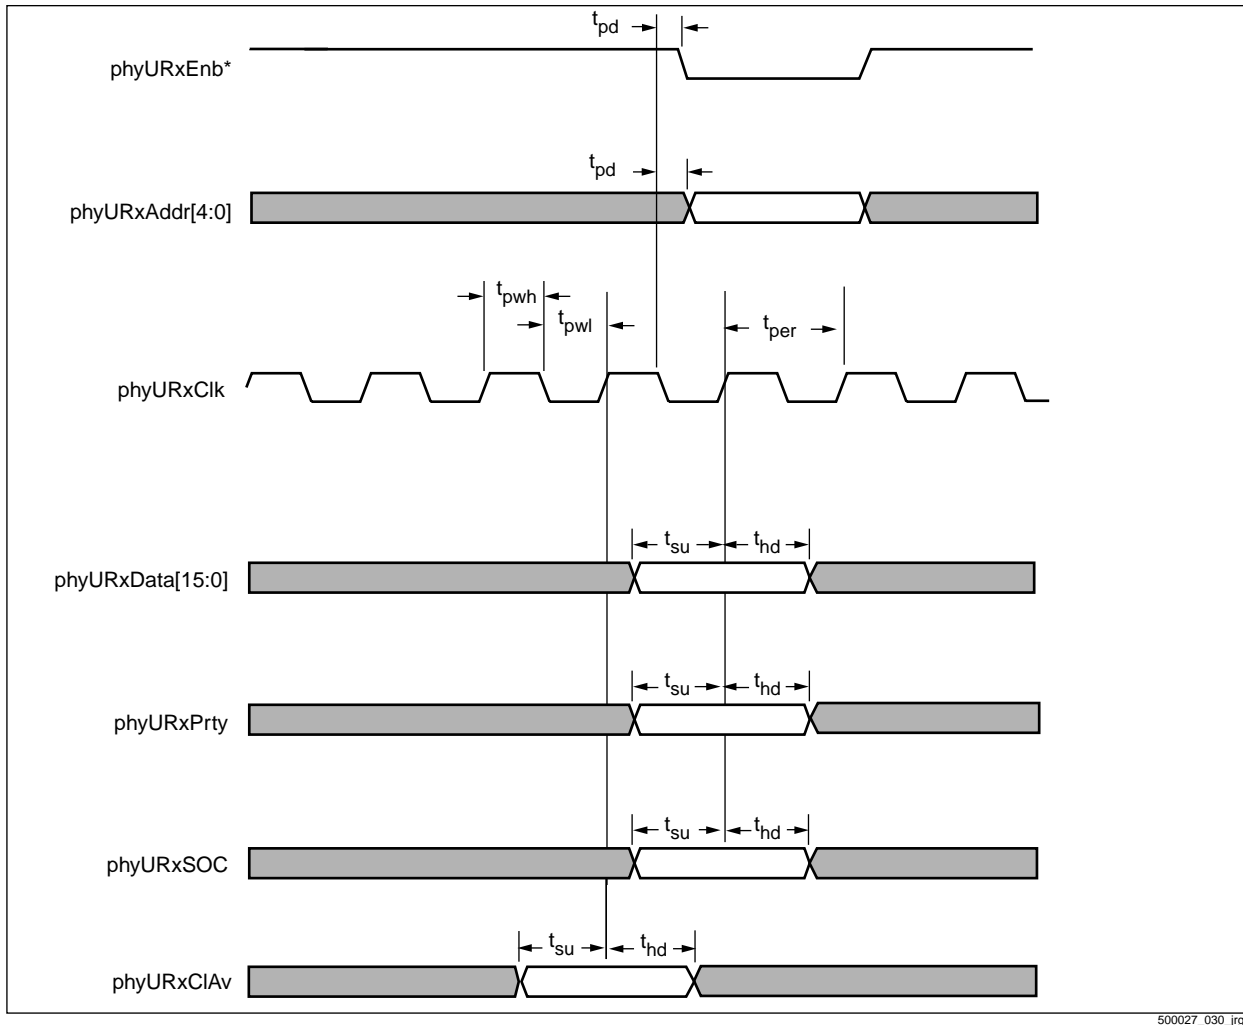 tpd
phyURxEnb*
tpd
phyURxAddr[4:0]
tpwh
tpwl
tper
phyURxClk
tsu thd
phyURxData[15:0]
tsu thd
phyURxPrty
tsu thd
phyURxSOC
tsu thd
phyURxClAv
500027_030_jrg